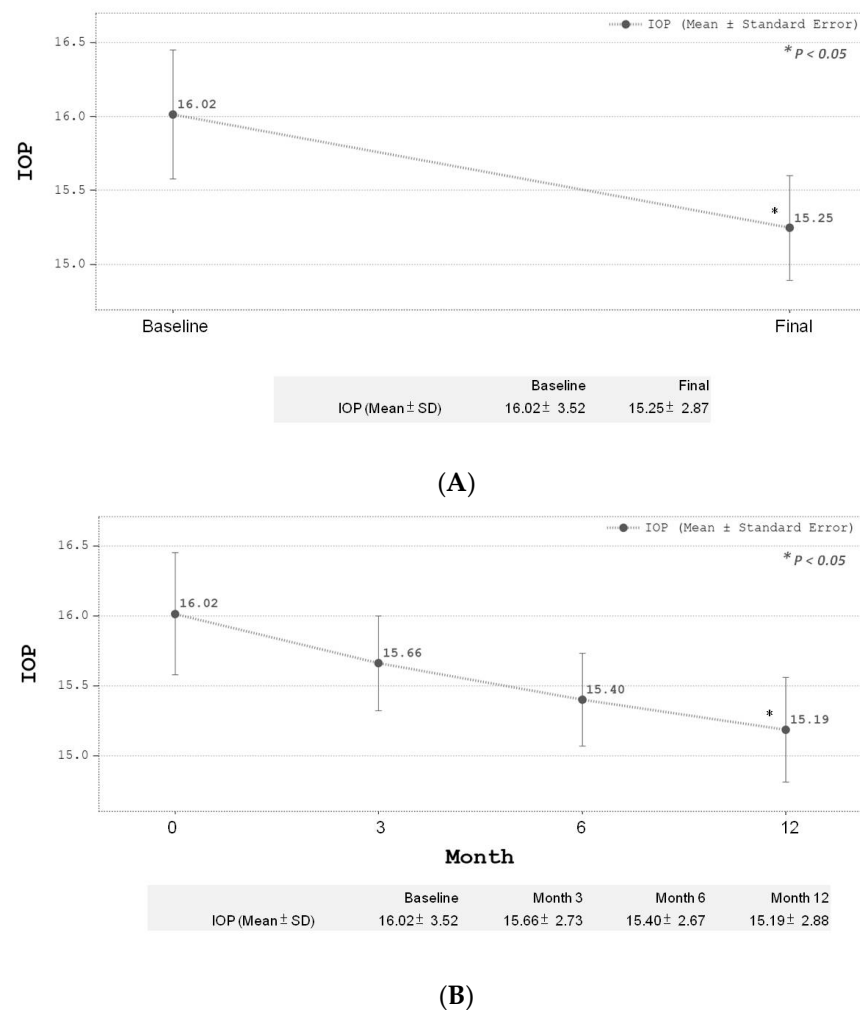 IOP (Mean ± Standard Error)
* P < 0.05
16.5
16.0
15.5
15.0
IOP
16.02
*
15.25
Baseline Final
Baseline Final
IOP (Mean ± SD) 16.02 ± 3.52 15.25 ± 2.87
(A)
IOP (Mean ± Standard Error)
* P < 0.05
16.5
16.0
15.5
15.0
IOP
16.02
15.66
15.40
*
15.19
0 3 6 12
Month
Baseline Month 3 Month 6 Month 12
IOP (Mean ± SD) 16.02 ± 3.52 15.66 ± 2.73 15.40 ± 2.67 15.19 ± 2.88
(B)